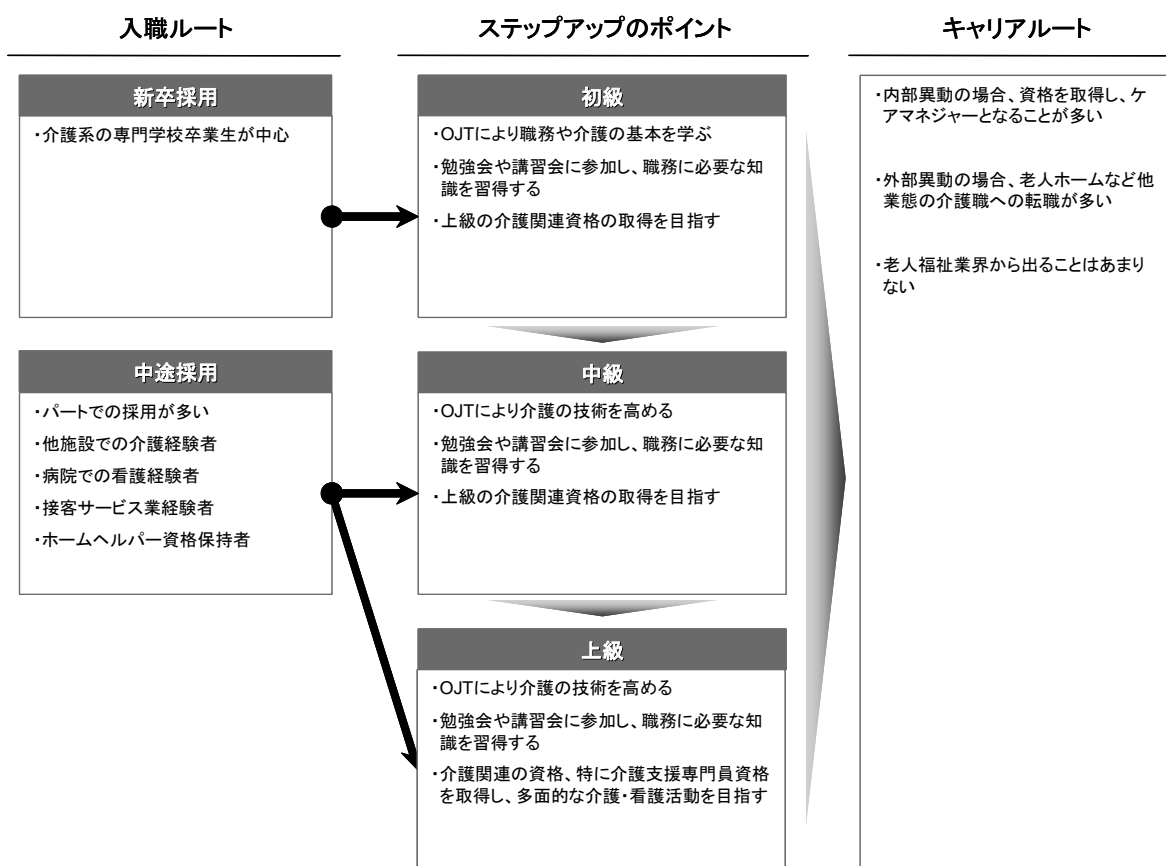 入職ルート
ステップアップのポイント
キャリアルート
新卒採用
・介護系の専門学校卒業生が中心
中途採用
・パートでの採用が多い
・他施設での介護経験者
・病院での看護経験者
・接客サービス業経験者
・ホームヘルパー資格保持者
初級
・OJTにより職務や介護の基本を学ぶ
・勉強会や講習会に参加し、職務に必要な知
識を習得する
・上級の介護関連資格の取得を目指す
中級
・OJTにより介護の技術を高める
・勉強会や講習会に参加し、職務に必要な知
識を習得する
・上級の介護関連資格の取得を目指す
上級
・OJTにより介護の技術を高める
・勉強会や講習会に参加し、職務に必要な知
識を習得する
・介護関連の資格、特に介護支援専門員資格
を取得し、多面的な介護・看護活動を目指す
・内部異動の場合、資格を取得し、ケ
アマネジャーとなることが多い
・外部異動の場合、老人ホームなど他
業態の介護職への転職が多い
・老人福祉業界から出ることはあまり
ない